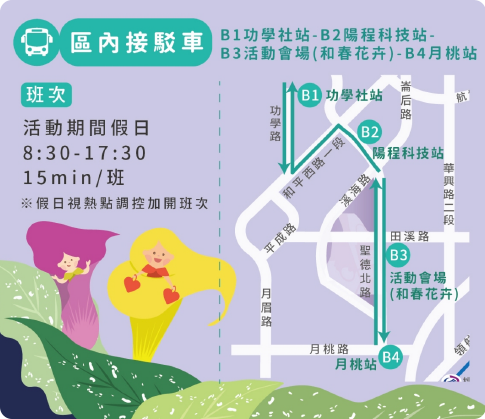 區內接駁車
B1功學社站-B2陽程科技站-
B3活動會場(和春花卉)-B4月桃站
班次
活動期間假日
8:30-17:30
15min/班
※假日視熱點調控加開班次
B1 功學社站
功學路
崙后路
航
B2
陽程科技站
和平西路一段
溪海路
華興路二段
平成路
田溪路
聖德北路
B3
活動會場
(和春花卉)
月眉路
月桃路
月桃站 B4
領航